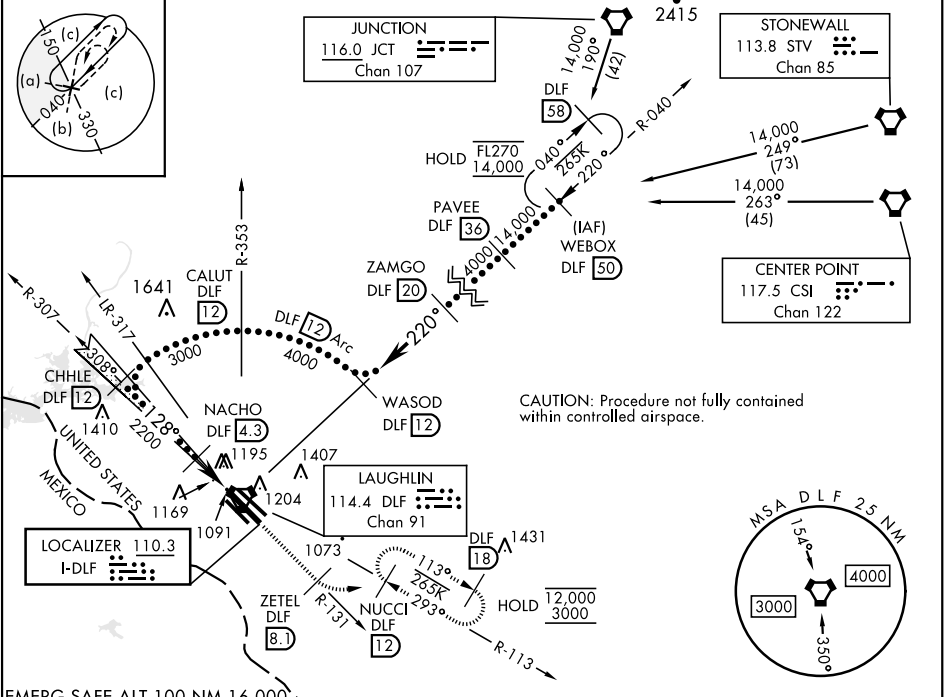 JUNCTION
116.0 JCT
Chan 107
2415
STONEWALL
113.8 STV
Chan 85
(c)
150
(a)
(c)
040
(b)
330
14,000
190°
(42)
DLF
58
R-040
HOLD FL270
14,000
040°
265K
220°
14,000
249°
(73)
14,000
263°
(45)
PAVEE
DLF 36
4000
14,000
(IAF)
WEBOX
DLF 50
CENTER POINT
117.5 CSI
Chan 122
R-353
ZAMGO
DLF 20
220°
R-307
LR-317
1641
CALUT
DLF
12
DLF 12 Arc
3000
4000
308°
CHHLE
DLF 12
1410
128°
2200
WASOD
DLF 12
CAUTION: Procedure not fully contained
within controlled airspace.
NACHO
DLF 4.3
1195
1407
UNITED STATES
MEXICO
1169
1091
1204
LAUGHLIN
114.4 DLF
Chan 91
LOCALIZER 110.3
I-DLF
1073
DLF
18
1431
113°
265K
293°
HOLD 12,000
3000
ZETEL
DLF
8.1
R-131
NUCCI
DLF
12
R-113
MSA DLF 25 NM
154°
4000
3000
350°
EMERG SAFE ALT 100 NM 16,000